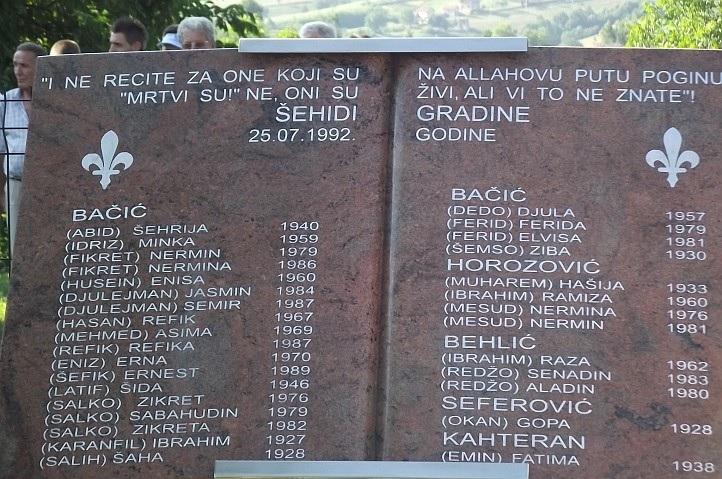 "I NE RECITE ZA ONE KOJI SU NA ALLAHOVU PUTU POGINU
"MRTVI SU!" NE, ONI SU ŽIVI, ALI VI TO NE ZNATE"!
ŠEHIDI GRADINE
25.07.1992. GODINE
BAČIĆ
(ABID) ŠEHRIJA 1940
(IDRIZ) MINKA 1959
(FIKRET) NERMIN 1979
(FIKRET) NERMINA 1986
(HUSEIN) ENISA 1960
(DJULEJMAN) JASMIN 1984
(DJULEJMAN) SEMIR 1987
(HASAN) REFIK 1967
(MEHMED) ASIMA 1969
(REFIK) REFIKA 1987
(ENIZ) ERNA 1970
(ŠEFIK) ERNEST 1989
(LATIF) ŠIDA 1946
(SALKO) ZIKRET 1976
(SALKO) SABAHUDIN 1979
(SALKO) ZIKRETA 1982
(KARANFIL) IBRAHIM 1927
(SALIH) ŠAHA 1928
BAČIĆ
(DEDO) DJULA 1957
(FERID) FERIDA 1979
(FERID) ELVISA 1981
(ŠEMSO) ZIBA 1930
HOROZOVIĆ
(MUHAREM) HAŠIJA 1933
(IBRAHIM) RAMIZA 1960
(MESUD) NERMINA 1976
(MESUD) NERMIN 1981
BEHLIĆ
(IBRAHIM) RAZA 1962
(REDŽO) SENADIN 1983
(REDŽO) ALADIN 1980
SEFEROVIĆ
(OKAN) GOPA 1928
KAHTERAN
(EMIN) FATIMA 1938